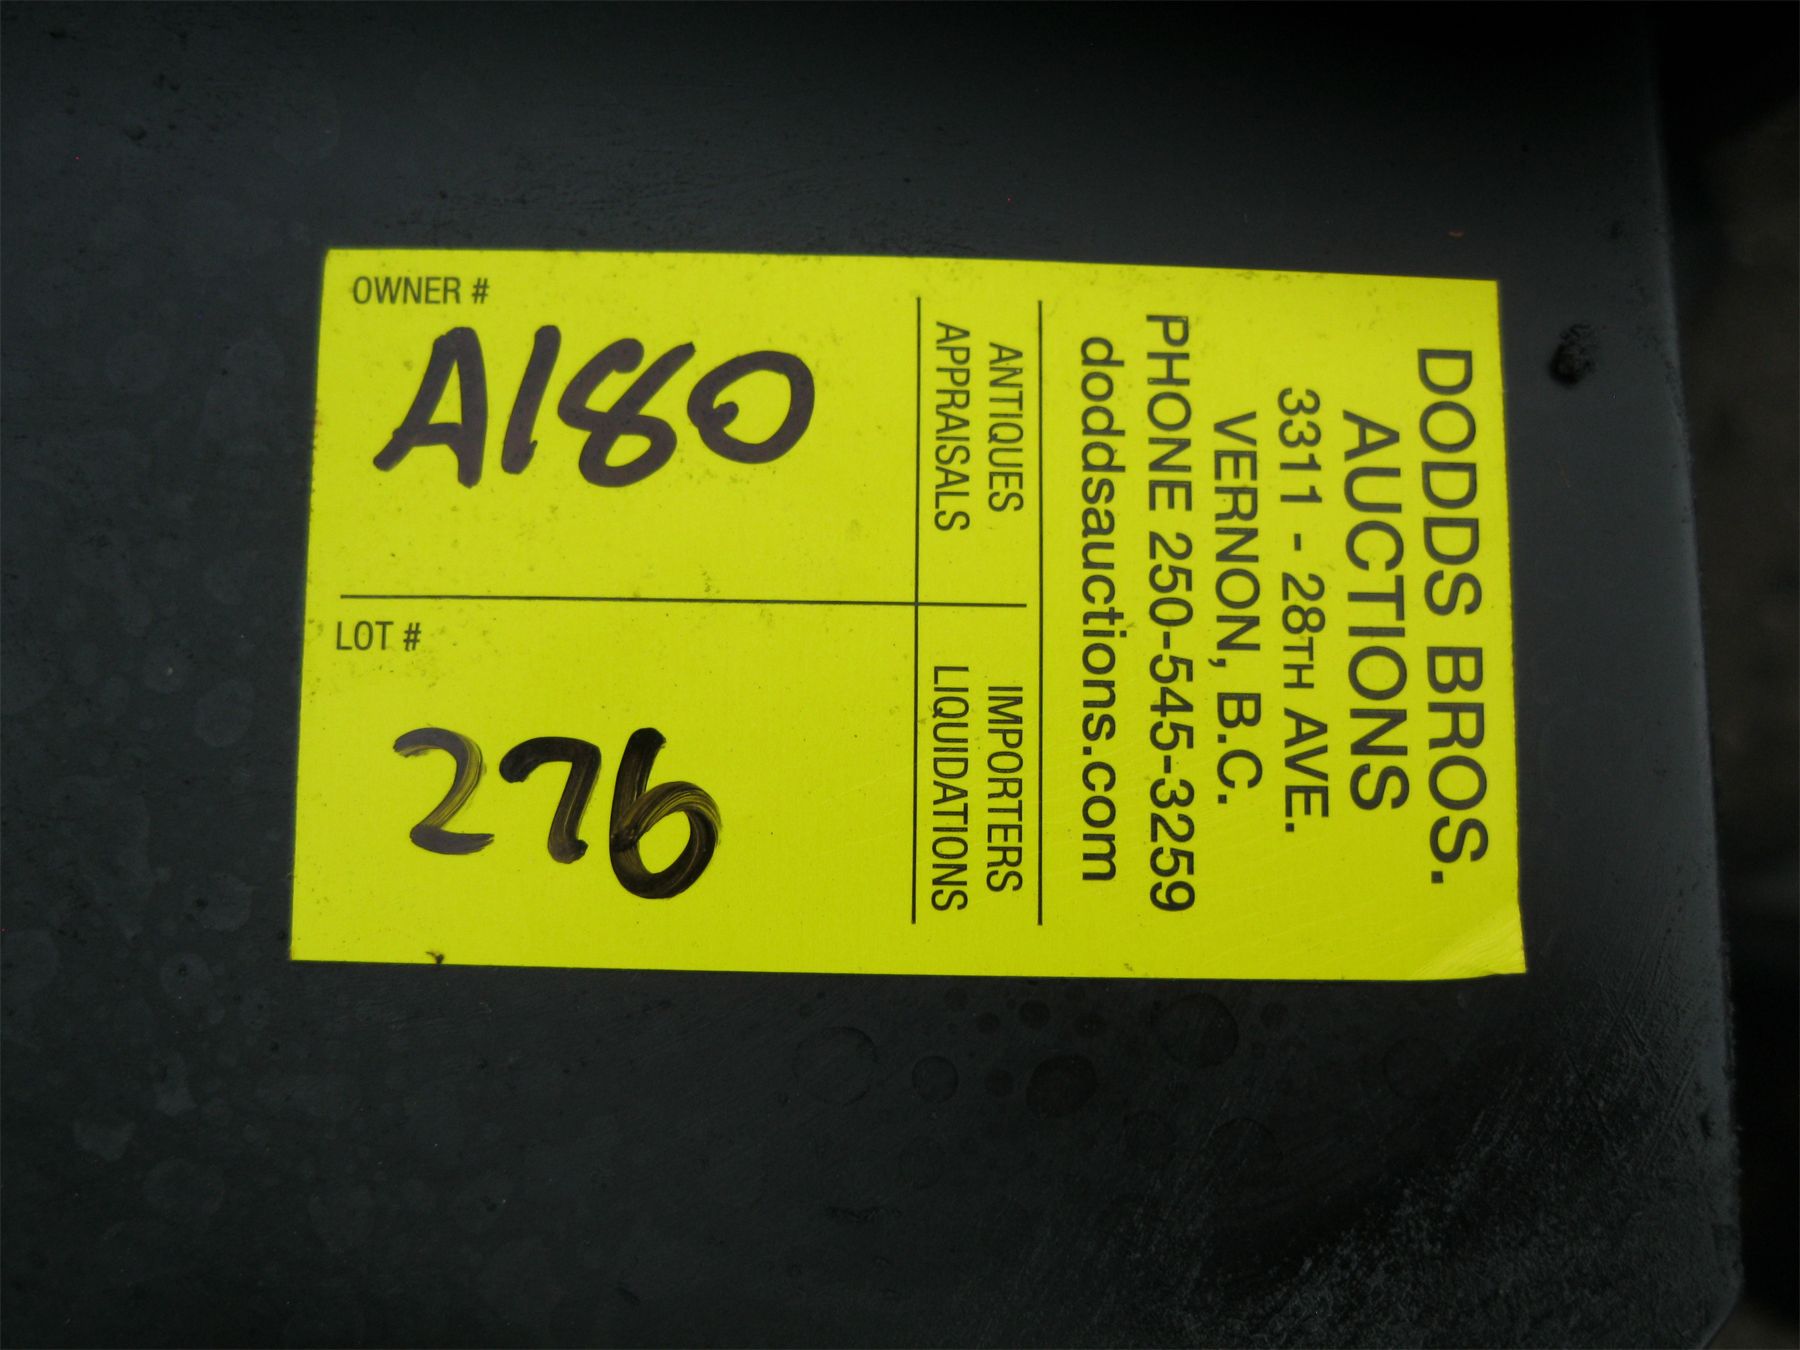 DODDS BROS.
AUCTIONS
3311 - 28TH AVE.
VERNON, B.C.
PHONE 250-545-3259
doddsauctions.com
ANTIQUES IMPORTERS
APPRAISALS LIQUIDATIONS
OWNER #
A180
LOT #
276